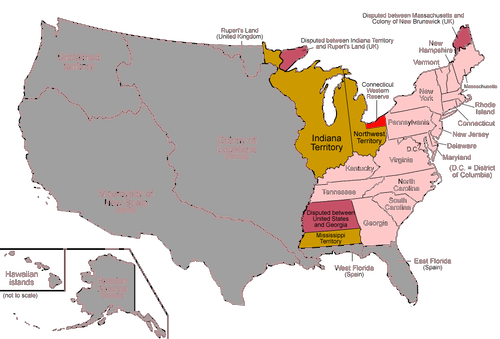 Disputed between Massachusetts and
Colony of New Brunswick (UK)
Rupert's Land
(United Kingdom)
Disputed between Indiana Territory
and Rupert's Land (UK)
New
Hampshire
Vermont
Massachusetts
Connecticut
Western
Reserve
New
York
Rhode
Island
Connecticut
New Jersey
Delaware
Maryland
(D.C. = District
of Columbia)
Pennsylvania
D.C.
Indiana
Territory
Northwest
Territory
Virginia
Kentucky
North
Carolina
Tennessee
South
Carolina
Georgia
Disputed between
United States
and Georgia
Mississippi
Territory
West Florida
(Spain)
East Florida
(Spain)
Hawaiian
islands
(not to scale)